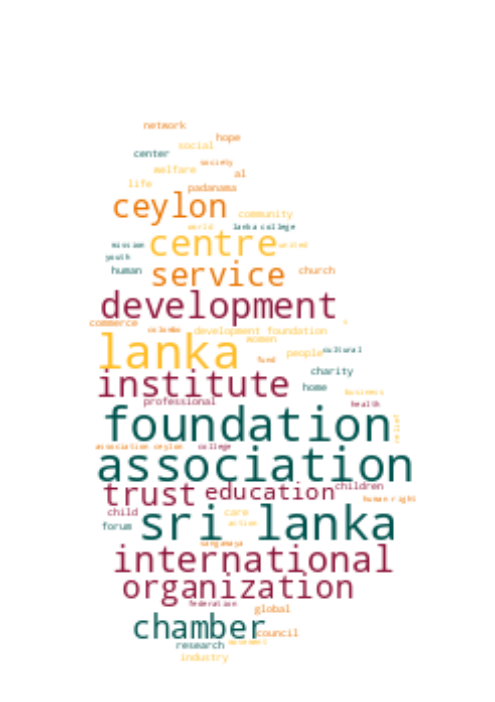 network
hope
social
center
society
welfare
al
life
padanama
ceylon
community
world lanka college
mission centre united
youth
human service church
development
commerce
colombo development foundation
women
lanka people cultural
fund
charity
institute home
business
professional health
foundation
relief
association ceylon college
association
trust education children
human right
child care
forum sri lanka
action
sangamaya
international
organization
federation
global
chamber council
research movement
industry